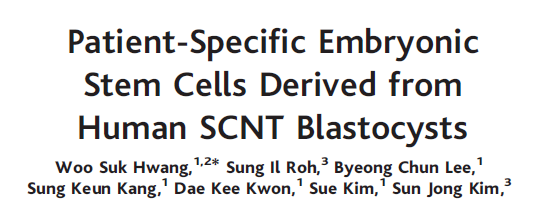 Patient-Specific Embryonic
Stem Cells Derived from
Human SCNT Blastocysts
Woo Suk Hwang,1,2* Sung Il Roh,3 Byeong Chun Lee,1
Sung Keun Kang,1 Dae Kee Kwon,1 Sue Kim,1 Sun Jong Kim,3